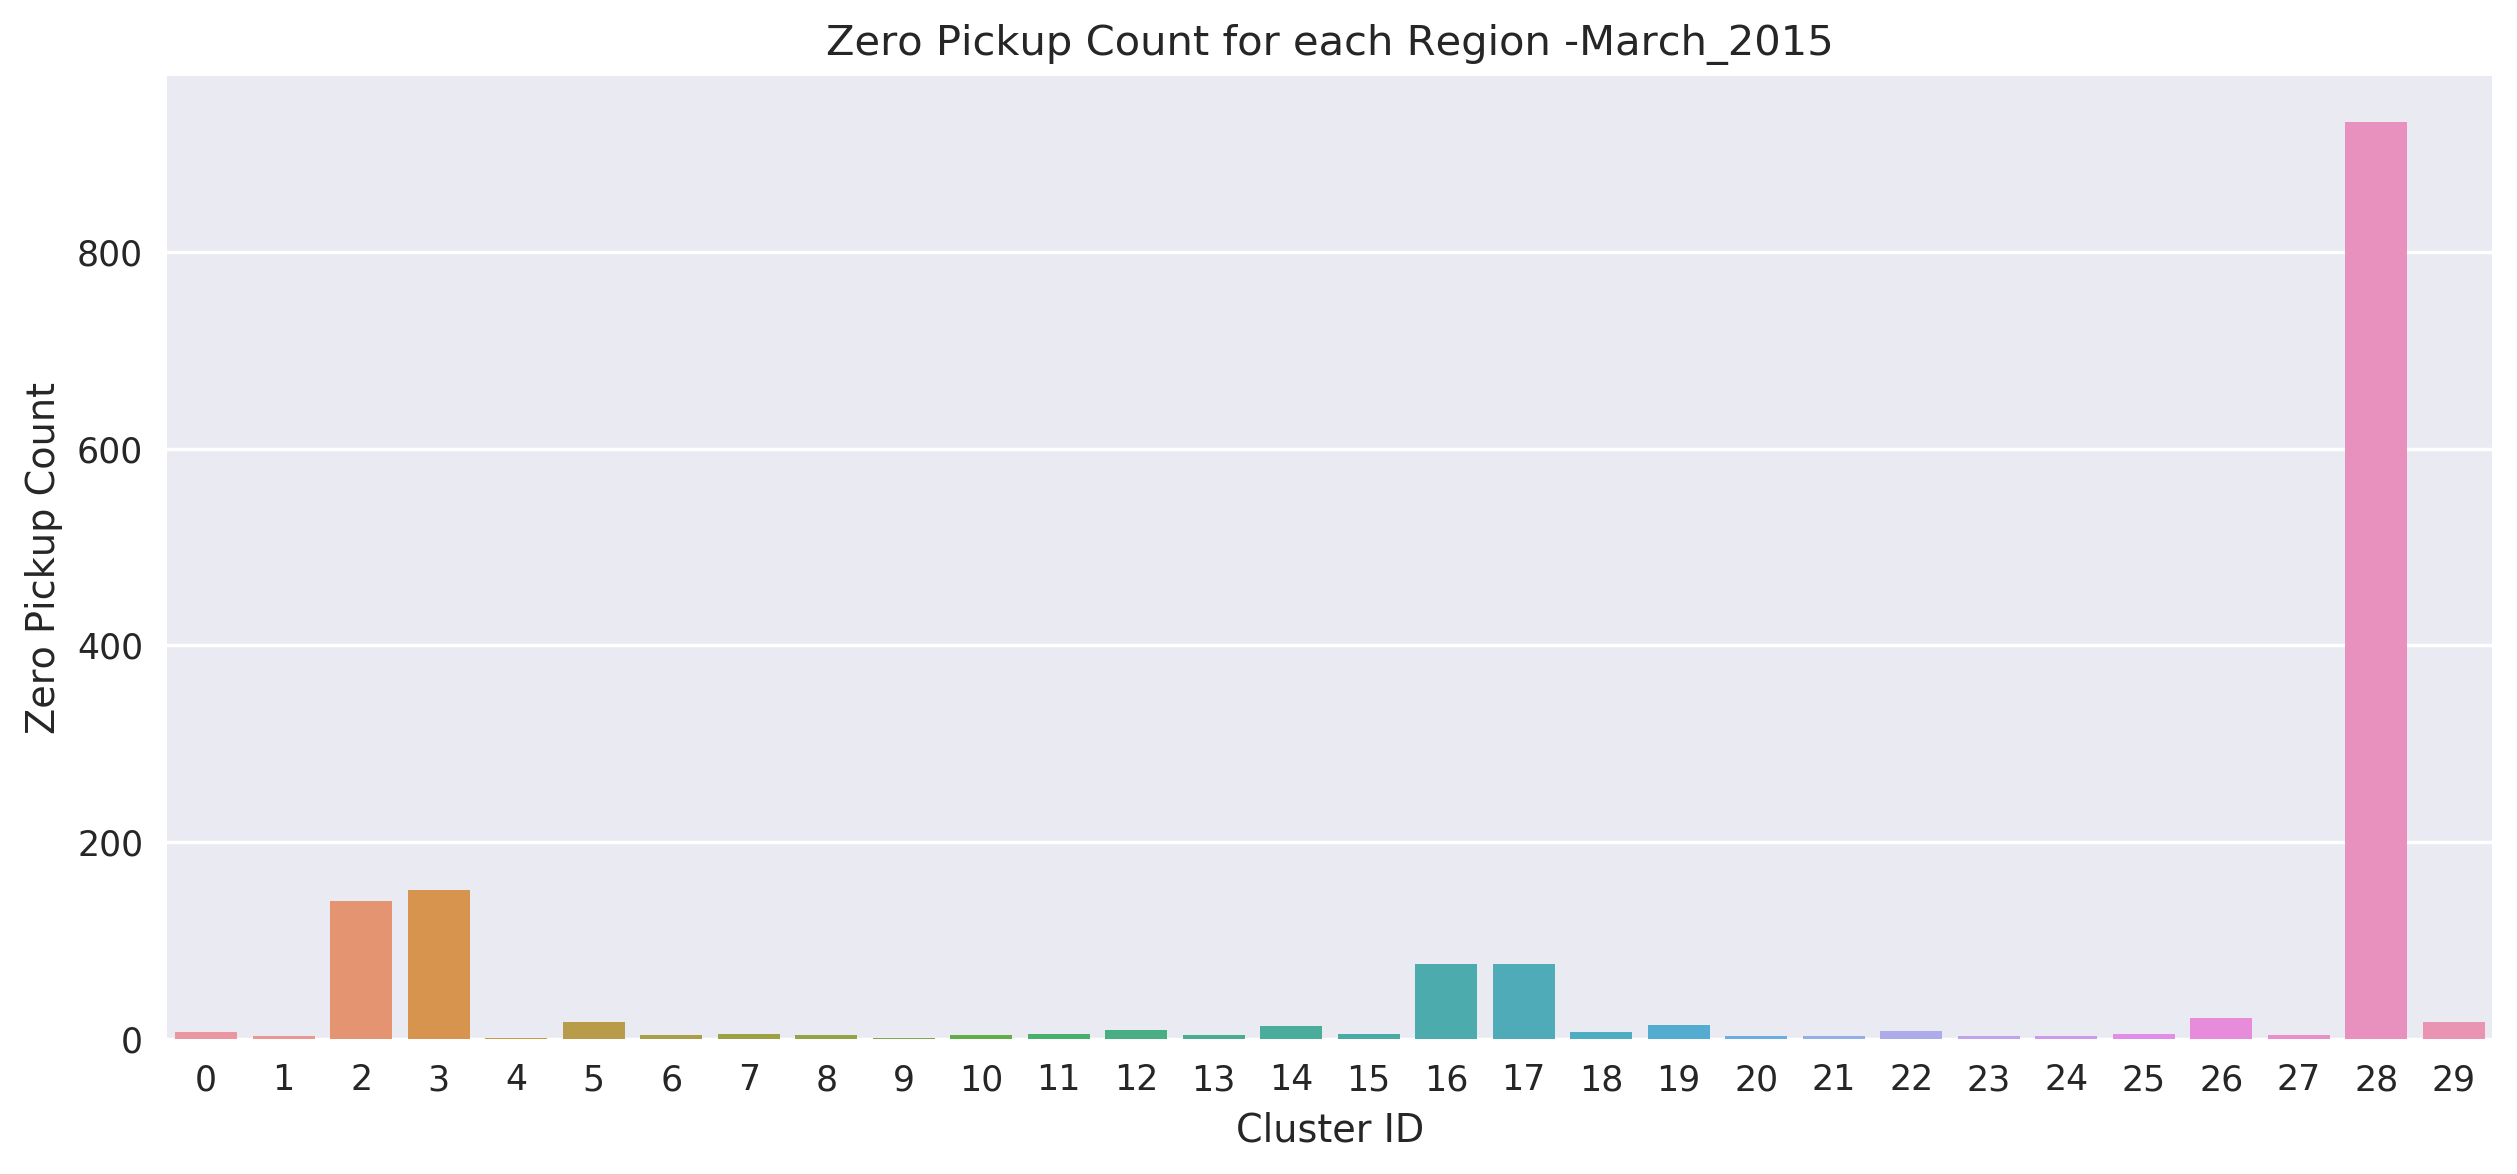 Zero Pickup Count for each Region -March_2015
Zero Pickup Count
800
600
400
200
0
0 1 2 3 4 5 6 7 8 9 10 11 12 13 14 15 16 17 18 19 20 21 22 23 24 25 26 27 28 29
Cluster ID